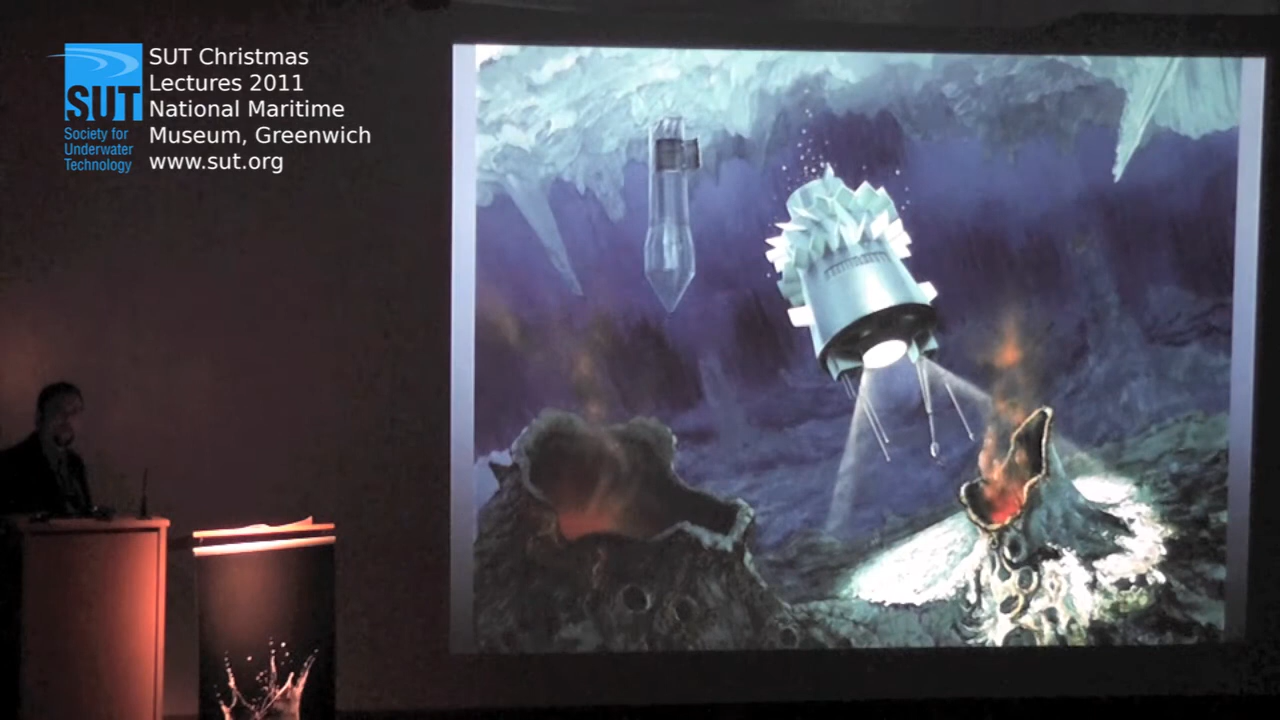 SUT
Society for
Underwater
Technology
SUT Christmas
Lectures 2011
National Maritime
Museum, Greenwich
www.sut.org